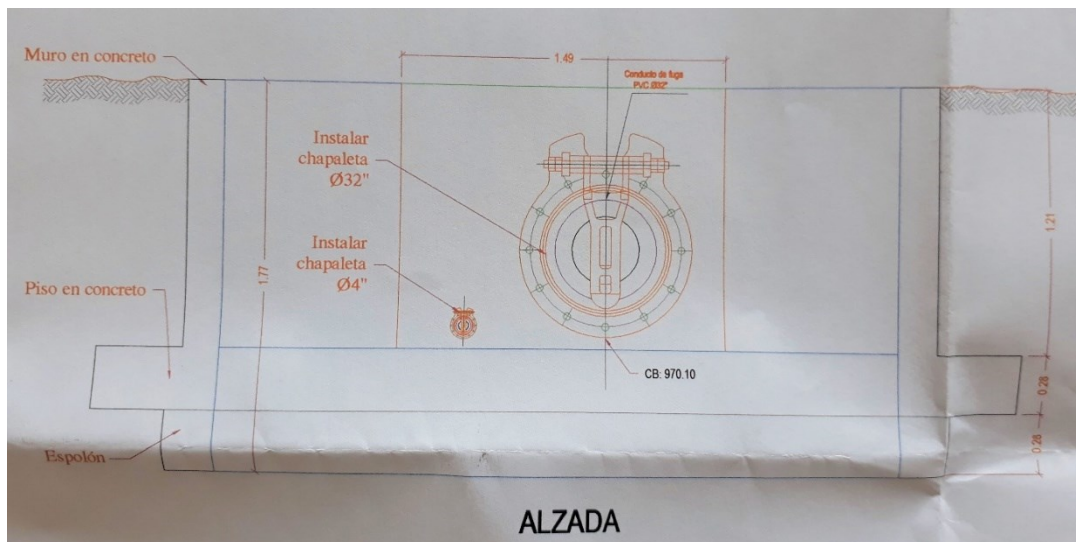 Muro en concreto
1.49
Conducto de fuga
PVC Ø32"
Instalar
chapaleta
Ø32"
Instalar
chapaleta
Ø4"
1.77
1.21
Piso en concreto
CB: 970.10
0.28
0.28
Espolón
ALZADA